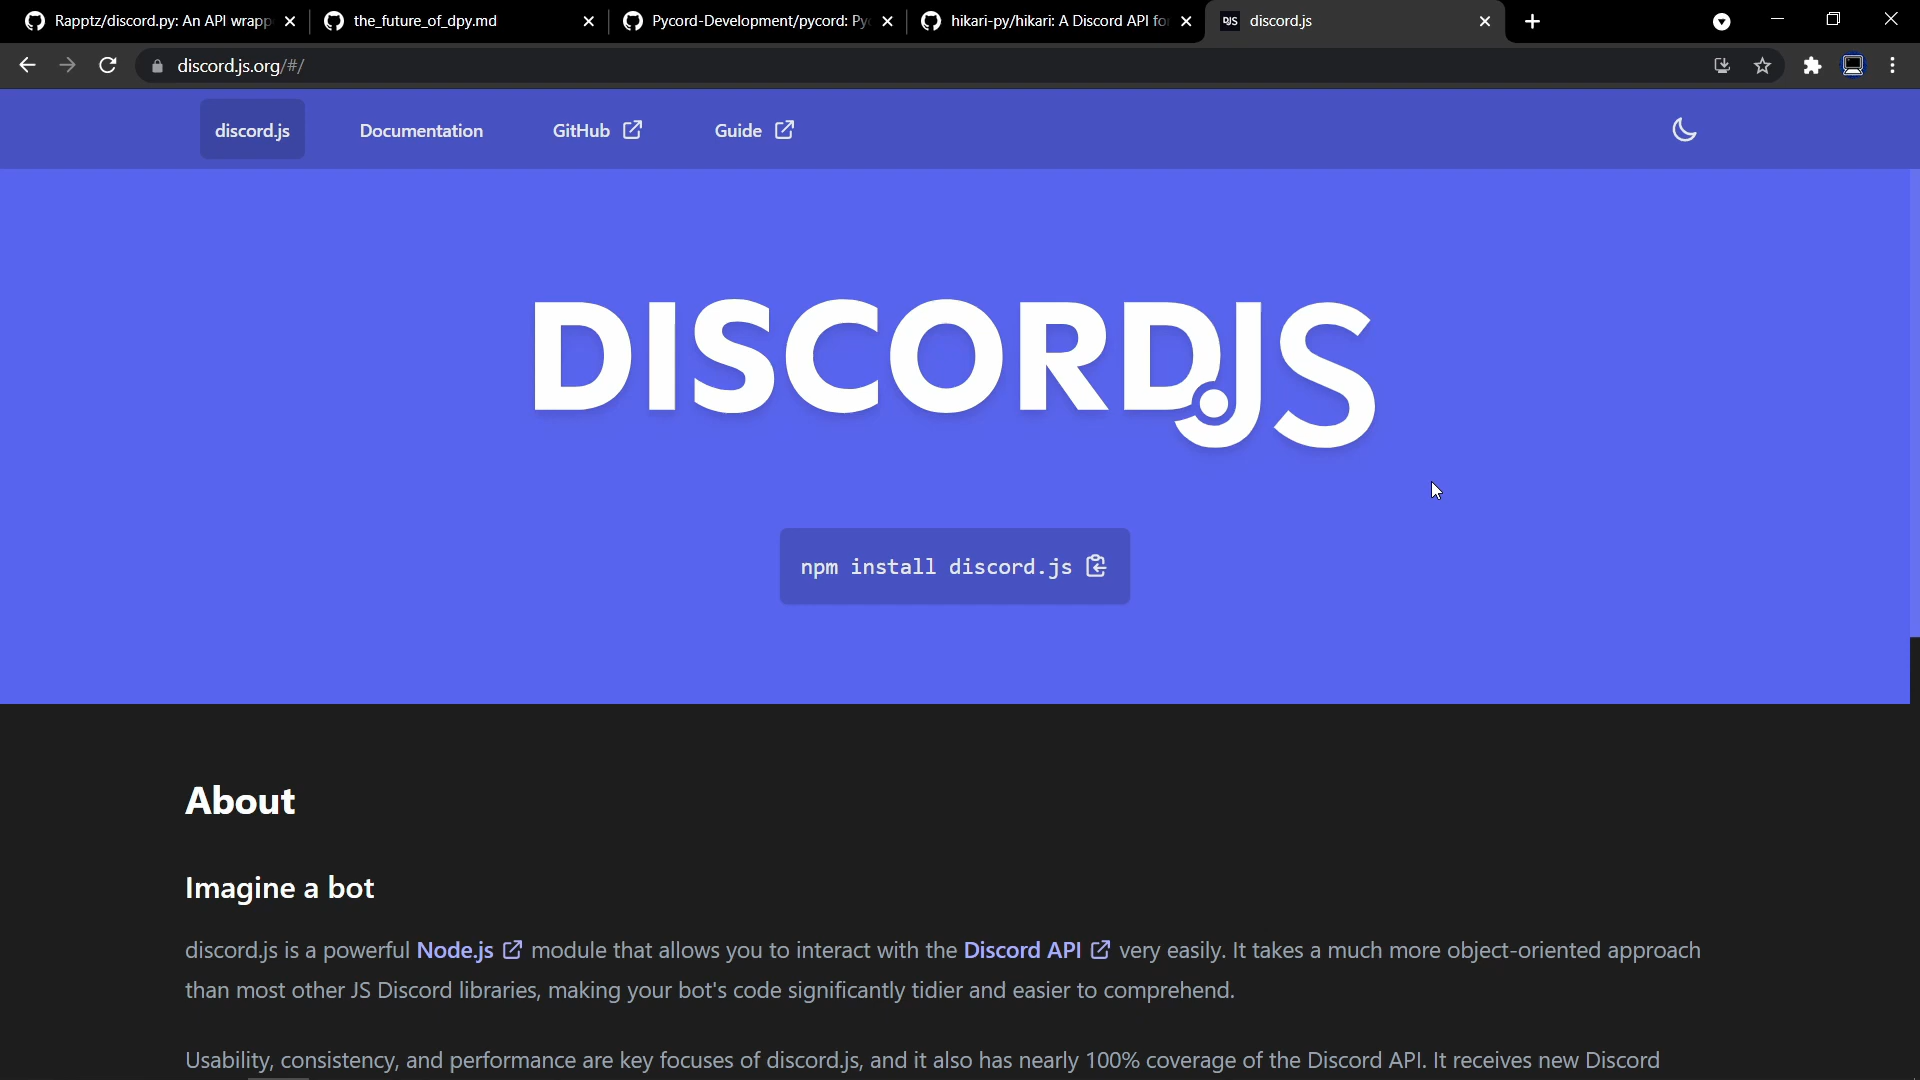 Rapptz/discord.py: An API wrapp
the_future_of_dpy.md
Pycord-Development/pycord: Py
hikari-py/hikari: A Discord API fo
DJS discord.js
discord.js.org/#/
discord.js
Documentation
GitHub
Guide
DISCORDJS
npm install discord.js
About
Imagine a bot
discord.js is a powerful Node.js module that allows you to interact with the Discord API very easily. It takes a much more object-oriented approach
than most other JS Discord libraries, making your bot's code significantly tidier and easier to comprehend.
Usability, consistency, and performance are key focuses of discord.js, and it also has nearly 100% coverage of the Discord API. It receives new Discord